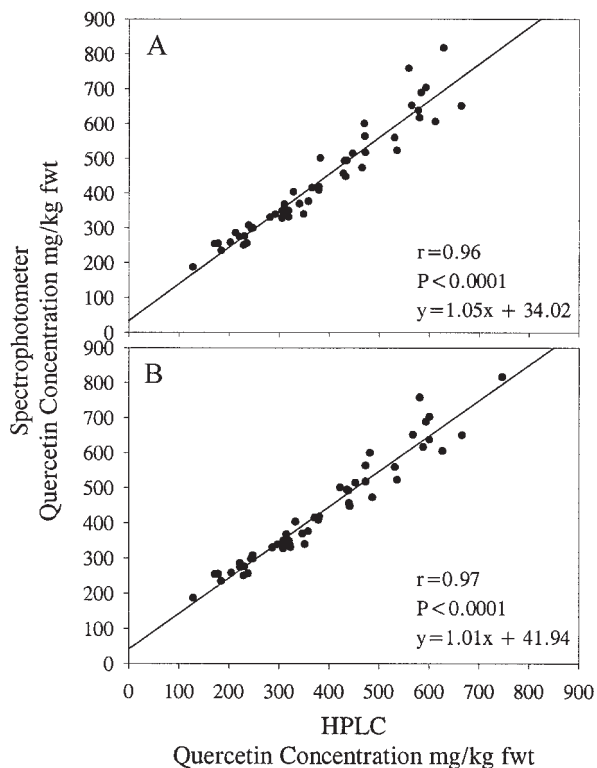 900
800
700
600
500
400
300
200
100
0
A
r=0.96
P<0.0001
y=1.05x + 34.02
Spectrophotometer
Quercetin Concentration mg/kg fwt
900
800
700
600
500
400
300
200
100
0
B
r=0.97
P<0.0001
y=1.01x + 41.94
0 100 200 300 400 500 600 700 800 900
HPLC
Quercetin Concentration mg/kg fwt